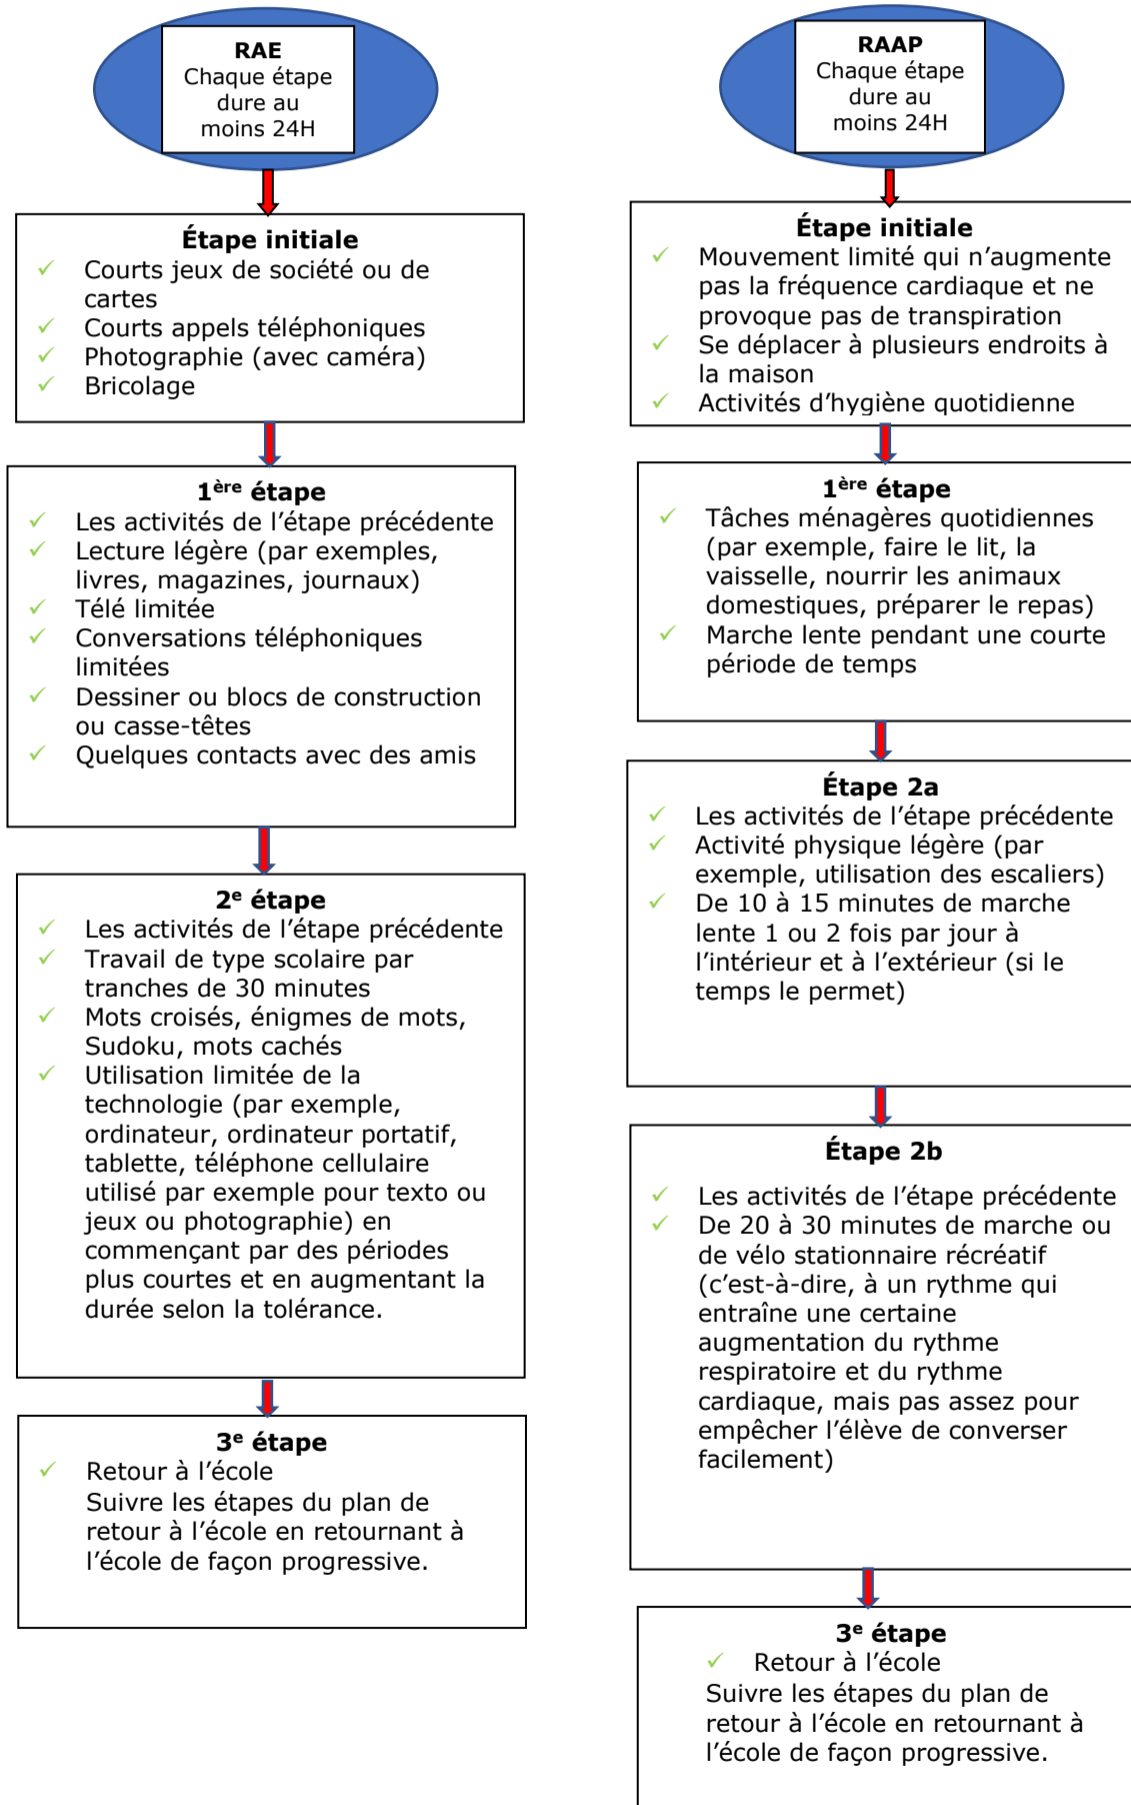 RAE
Chaque étape
dure au
moins 24H
Étape initiale
Courts jeux de société ou de
cartes
Courts appels téléphoniques
Photographie (avec caméra)
Bricolage
1ère étape
Les activités de l’étape précédente
Lecture légère (par exemples,
livres, magazines, journaux)
Télé limitée
Conversations téléphoniques
limitées
Dessiner ou blocs de construction
ou casse-têtes
Quelques contacts avec des amis
2e étape
Les activités de l’étape précédente
Travail de type scolaire par
tranches de 30 minutes
Mots croisés, énigmes de mots,
Sudoku, mots cachés
Utilisation limitée de la
technologie (par exemple,
ordinateur, ordinateur portatif,
tablette, téléphone cellulaire
utilisé par exemple pour texto ou
jeux ou photographie) en
commençant par des périodes
plus courtes et en augmentant la
durée selon la tolérance.
3e étape
Retour à l’école
Suivre les étapes du plan de
retour à l’école en retournant à
l’école de façon progressive.
RAAP
Chaque étape
dure au
moins 24H
Étape initiale
Mouvement limité qui n’augmente
pas la fréquence cardiaque et ne
provoque pas de transpiration
Se déplacer à plusieurs endroits à
la maison
Activités d’hygiène quotidienne
1ère étape
Tâches ménagères quotidiennes
(par exemple, faire le lit, la
vaisselle, nourrir les animaux
domestiques, préparer le repas)
Marche lente pendant une courte
période de temps
Étape 2a
Les activités de l’étape précédente
Activité physique légère (par
exemple, utilisation des escaliers)
De 10 à 15 minutes de marche
lente 1 ou 2 fois par jour à
l’intérieur et à l’extérieur (si le
temps le permet)
Étape 2b
Les activités de l’étape précédente
De 20 à 30 minutes de marche ou
de vélo stationnaire récréatif
(c’est-à-dire, à un rythme qui
entraîne une certaine
augmentation du rythme
respiratoire et du rythme
cardiaque, mais pas assez pour
empêcher l’élève de converser
facilement)
3e étape
Retour à l’école
Suivre les étapes du plan de
retour à l’école en retournant à
l’école de façon progressive.